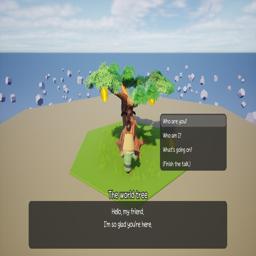 Who are you?
Who am I?
What's going on?
(Finish the talk.)
The world tree
Hello, my friend,
I'm so glad you're here.